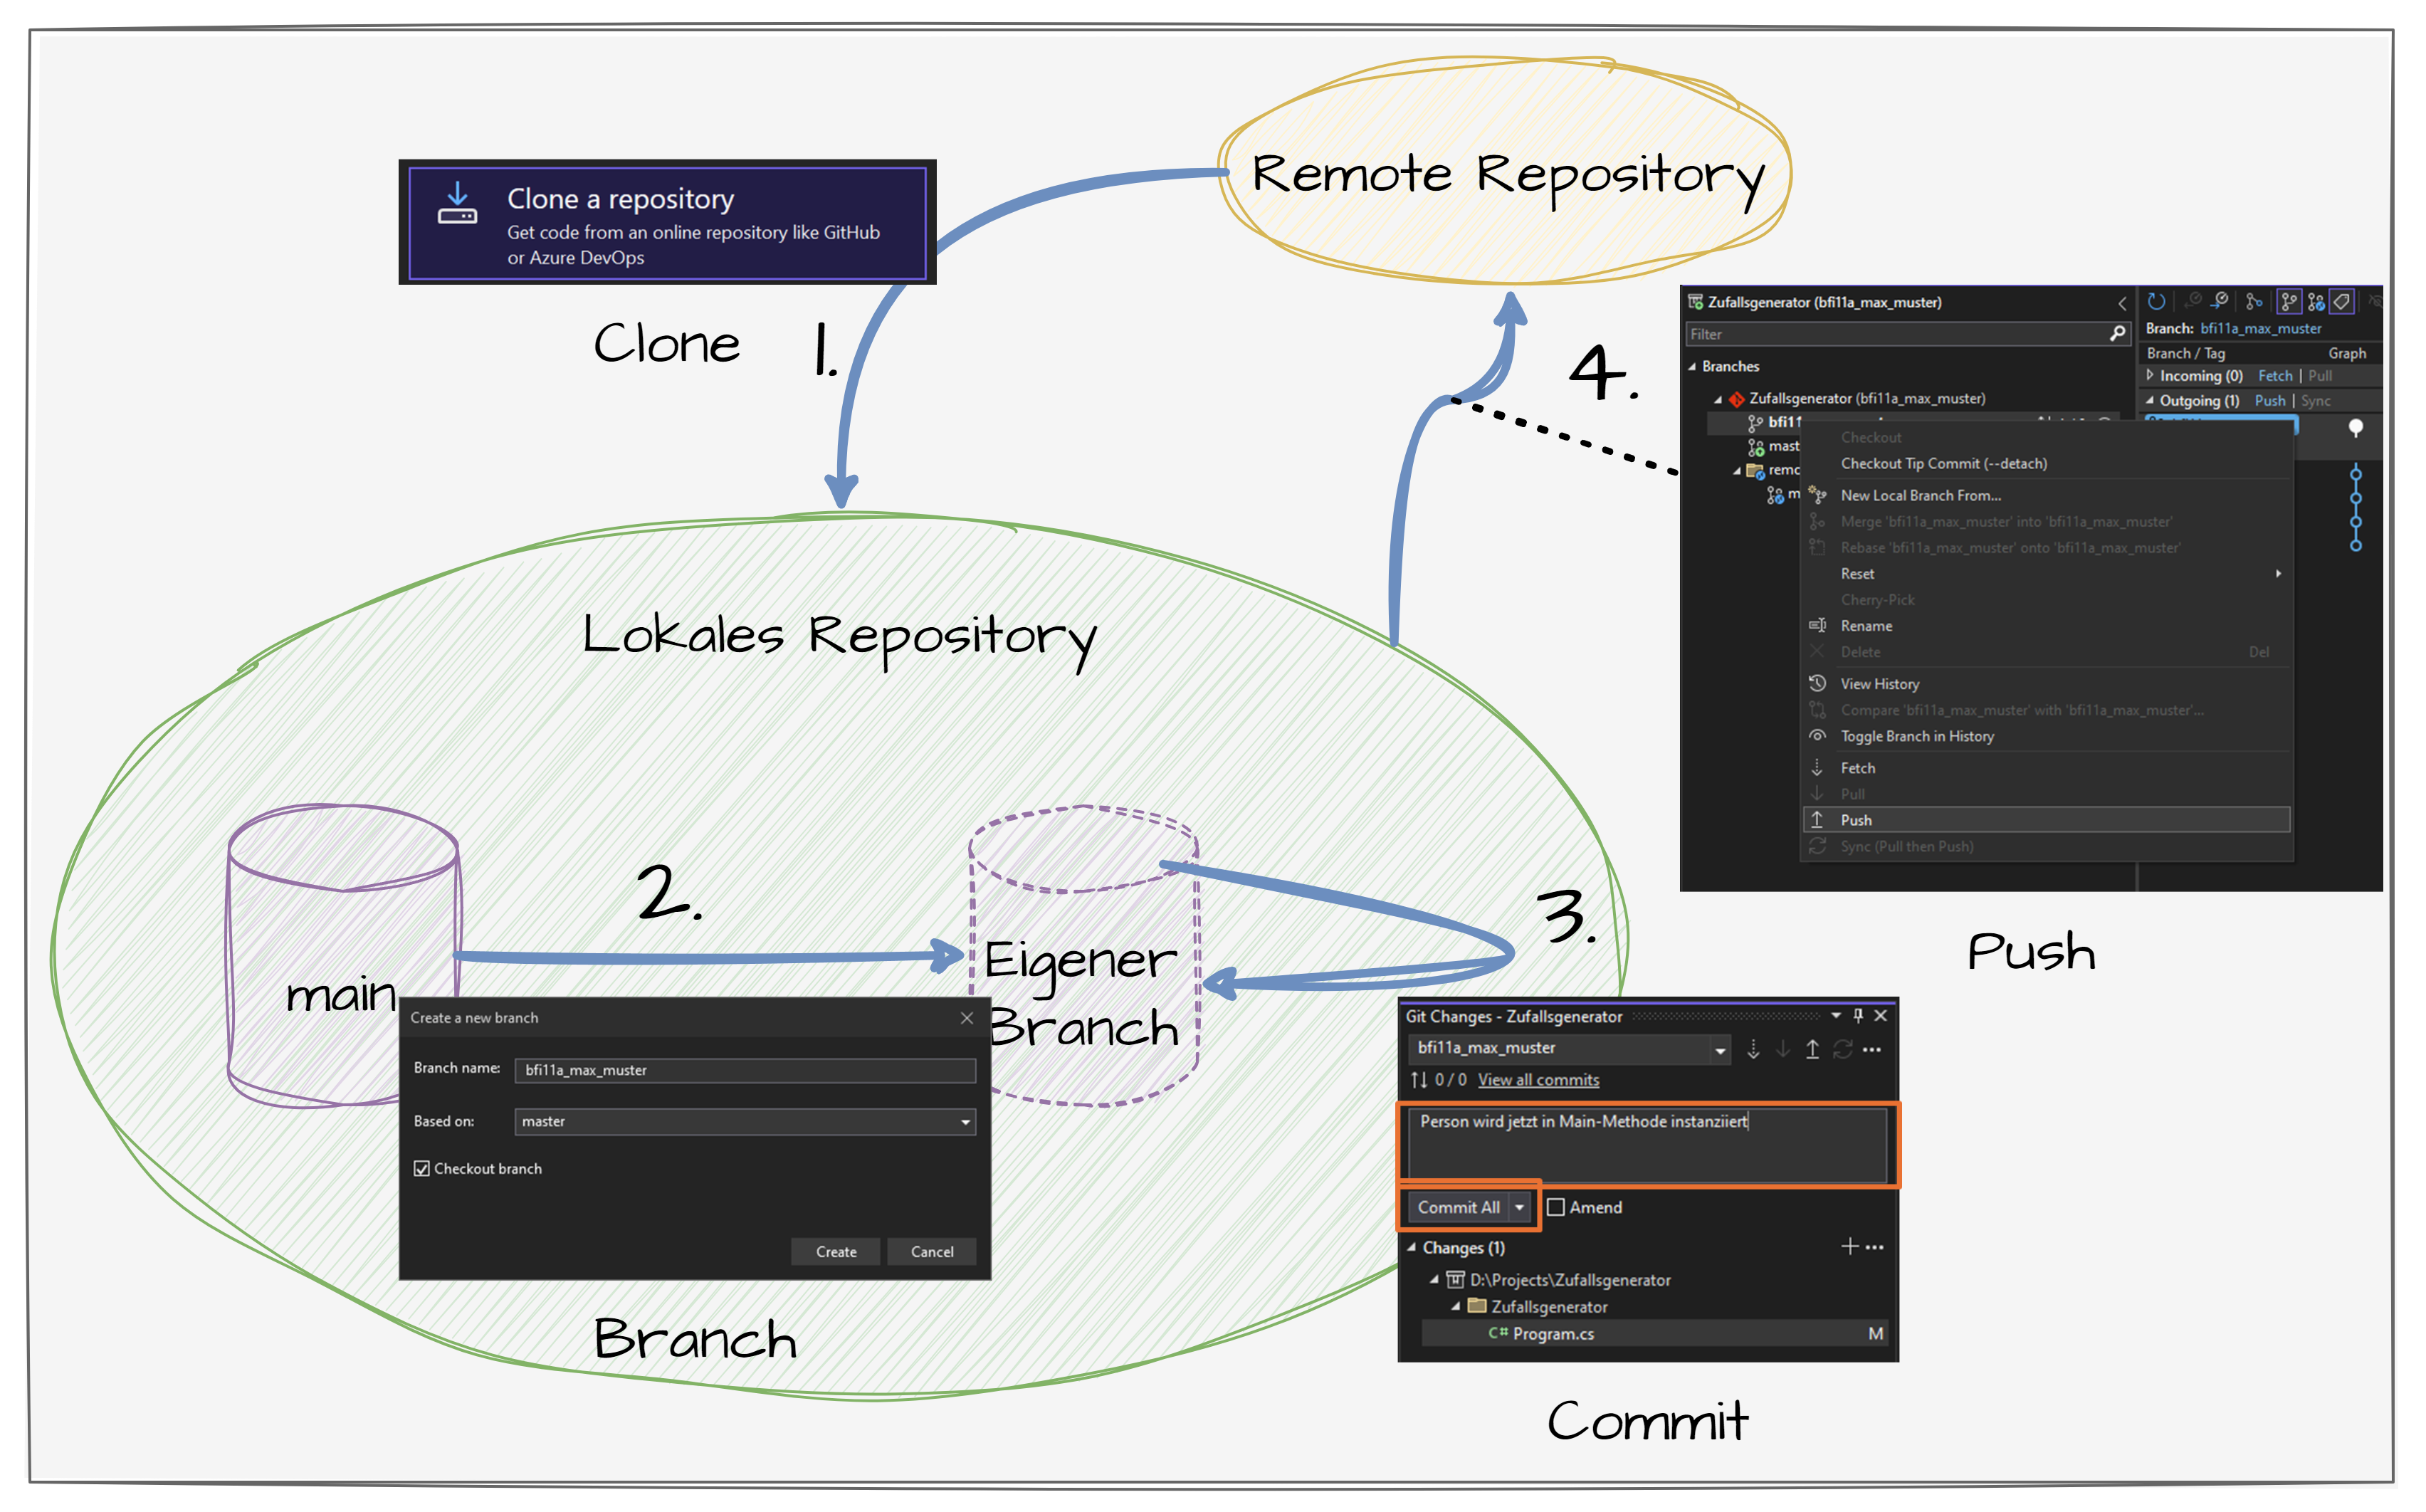 Remote Repository
Clone a repository
Get code from an online repository like GitHub
or Azure DevOps
Clone
1.
4.
Zufallsgenerator (bfi11a_max_muster)
Filter
Branches
Zufallsgenerator (bfi11a_max_muster)
Branch: bfi11a_max_muster
Branch / Tag Graph
Incoming (0) Fetch | Pull
Outgoing (1) Push | Sync
Checkout
Checkout Tip Commit (--detach)
New Local Branch From...
Merge 'bfi11a_max_muster' into 'bfi11a_max_muster'
Rebase 'bfi11a_max_muster' onto 'bfi11a_max_muster'
Reset
Cherry-Pick
Rename
Delete Del
View History
Compare 'bfi11a_max_muster' with 'bfi11a_max_muster'...
Toggle Branch in History
Fetch
Pull
Push
Sync (Pull then Push)
Push
Lokales Repository
2.
3.
main
Eigener
Branch
Create a new branch
Branch name: bfi11a_max_muster
Based on: master
Checkout branch
Create Cancel
Branch
Git Changes - Zufallsgenerator
bfi11a_max_muster
0 / 0 View all commits
Person wird jetzt in Main-Methode instanziiert
Commit All Amend
Changes (1)
D:\Projects\Zufallsgenerator
Zufallsgenerator
C# Program.cs M
Commit